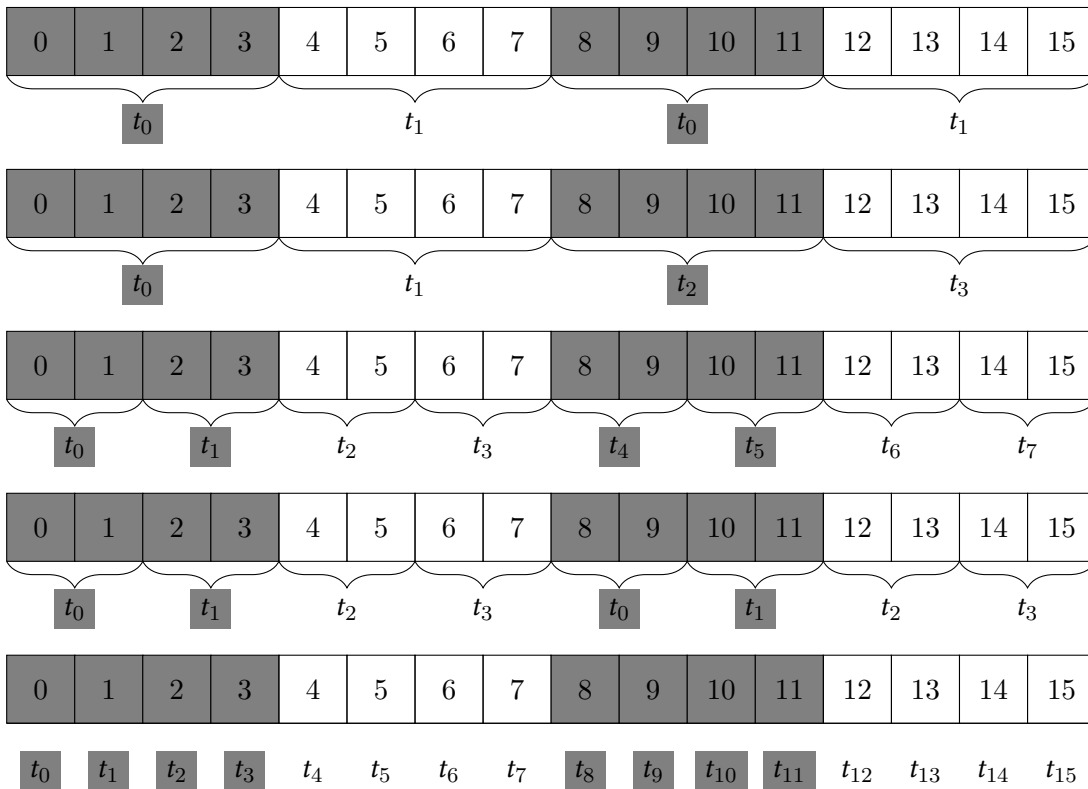 0 1 2 3 4 5 6 7 8 9 10 11 12 13 14 15
t₀ t₁ t₀ t₁
0 1 2 3 4 5 6 7 8 9 10 11 12 13 14 15
t₀ t₁ t₂ t₃
0 1 2 3 4 5 6 7 8 9 10 11 12 13 14 15
t₀ t₁ t₂ t₃ t₄ t₅ t₆ t₇
0 1 2 3 4 5 6 7 8 9 10 11 12 13 14 15
t₀ t₁ t₂ t₃ t₀ t₁ t₂ t₃
0 1 2 3 4 5 6 7 8 9 10 11 12 13 14 15
t₀ t₁ t₂ t₃ t₄ t₅ t₆ t₇ t₈ t₉ t₁₀ t₁₁ t₁₂ t₁₃ t₁₄ t₁₅